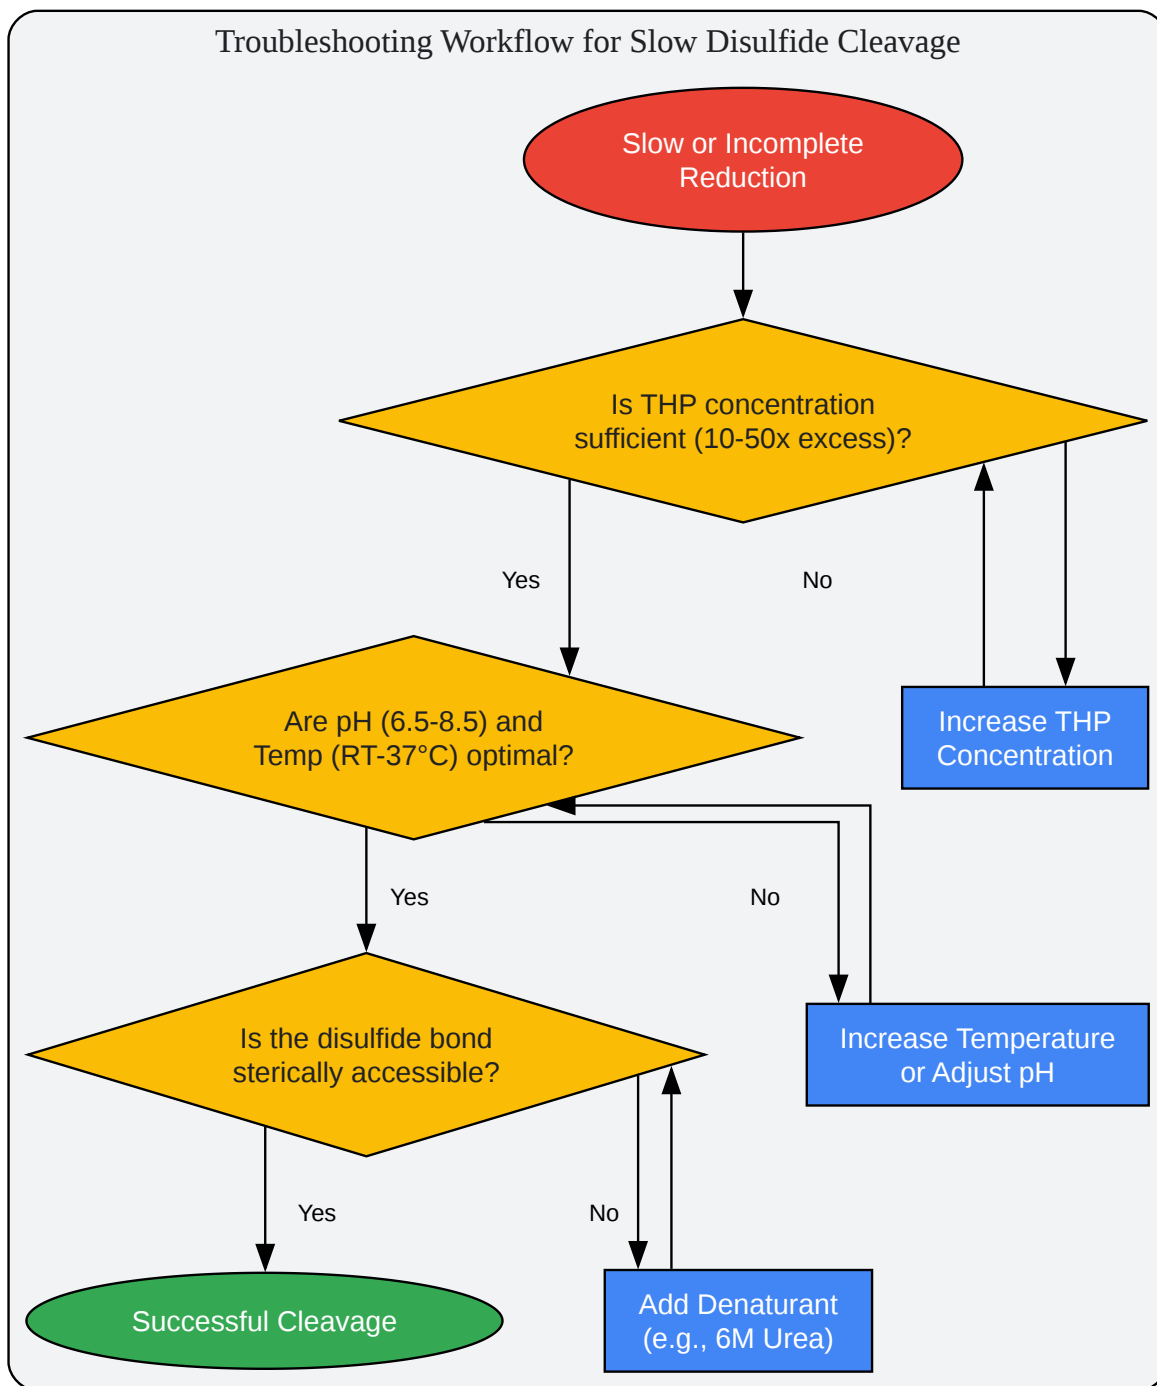 Troubleshooting Workflow for Slow Disulfide Cleavage
Slow or Incomplete
Reduction
Is THP concentration
sufficient (10-50x excess)?
Yes
No
Increase THP
Concentration
Are pH (6.5-8.5) and
Temp (RT-37°C) optimal?
Yes
No
Increase Temperature
or Adjust pH
Is the disulfide bond
sterically accessible?
Yes
No
Add Denaturant
(e.g., 6M Urea)
Successful Cleavage